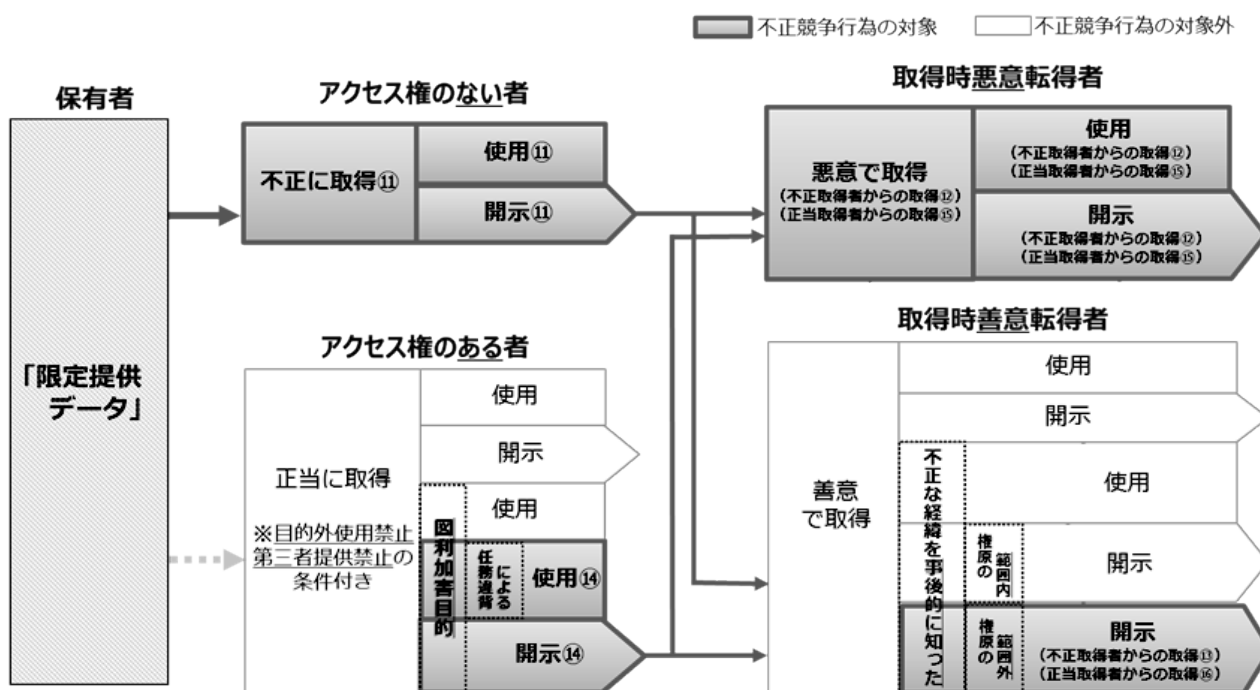 不正競争行為の対象
不正競争行為の対象外
保有者
「限定提供
データ」
アクセス権のない者
不正に取得⑪
使用⑪
開示⑪
アクセス権のある者
正当に取得
※目的外使用禁止
第三者提供禁止の
条件付き
使用
開示
図利加害目的
使用
による
任務違背
使用⑭
開示⑭
取得時悪意転得者
悪意で取得
(不正取得者からの取得⑫)
(正当取得者からの取得⑮)
使用
(不正取得者からの取得⑫)
(正当取得者からの取得⑮)
開示
(不正取得者からの取得⑫)
(正当取得者からの取得⑮)
取得時善意転得者
善意
で取得
使用
開示
不正な経緯を事後的に知った
使用
権原の
範囲内
開示
権原の
範囲外
開示
(不正取得者からの取得⑬)
(正当取得者からの取得⑯)